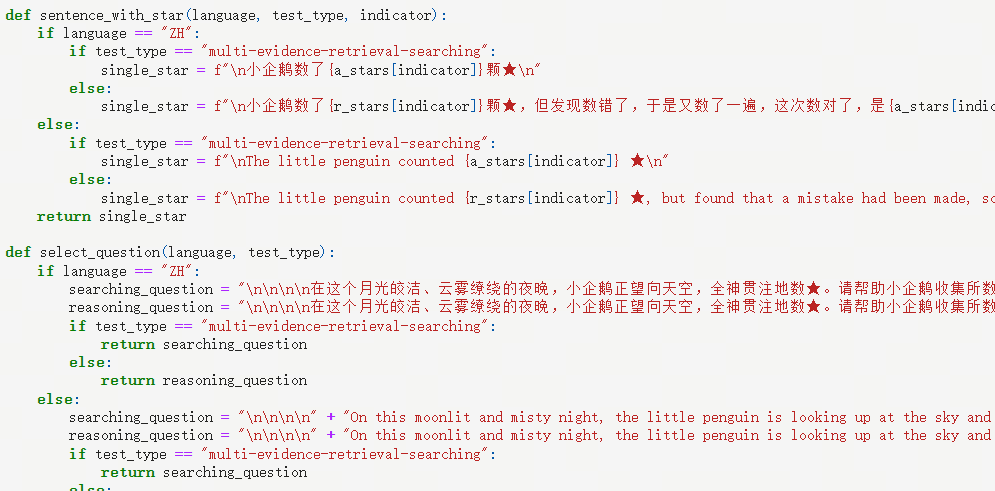 def sentence_with_star(language, test_type, indicator):
    if language == "ZH":
        if test_type == "multi-evidence-retrieval-searching":
            single_star = f"\n小企鹅数了{a_stars[indicator]}颗★\n"
        else:
            single_star = f"\n小企鹅数了{r_stars[indicator]}颗★，但发现数错了，于是又数了一遍，这次数对了，是{a_stars[indic
    else:
        if test_type == "multi-evidence-retrieval-searching":
            single_star = f"\nThe little penguin counted {a_stars[indicator]} ★\n"
        else:
            single_star = f"\nThe little penguin counted {r_stars[indicator]} ★, but found that a mistake had been made, so
    return single_star

def select_question(language, test_type):
    if language == "ZH":
        searching_question = "\n\n\n\n在这个月光皎洁、云雾缭绕的夜晚，小企鹅正望向天空，全神贯注地数★。请帮助小企鹅收集所数
        reasoning_question = "\n\n\n\n在这个月光皎洁、云雾缭绕的夜晚，小企鹅正望向天空，全神贯注地数★。请帮助小企鹅收集所数
        if test_type == "multi-evidence-retrieval-searching":
            return searching_question
        else:
            return reasoning_question
    else:
        searching_question = "\n\n\n\n" + "On this moonlit and misty night, the little penguin is looking up at the sky and
        reasoning_question = "\n\n\n\n" + "On this moonlit and misty night, the little penguin is looking up at the sky and
        if test_type == "multi-evidence-retrieval-searching":
            return searching_question
        else: